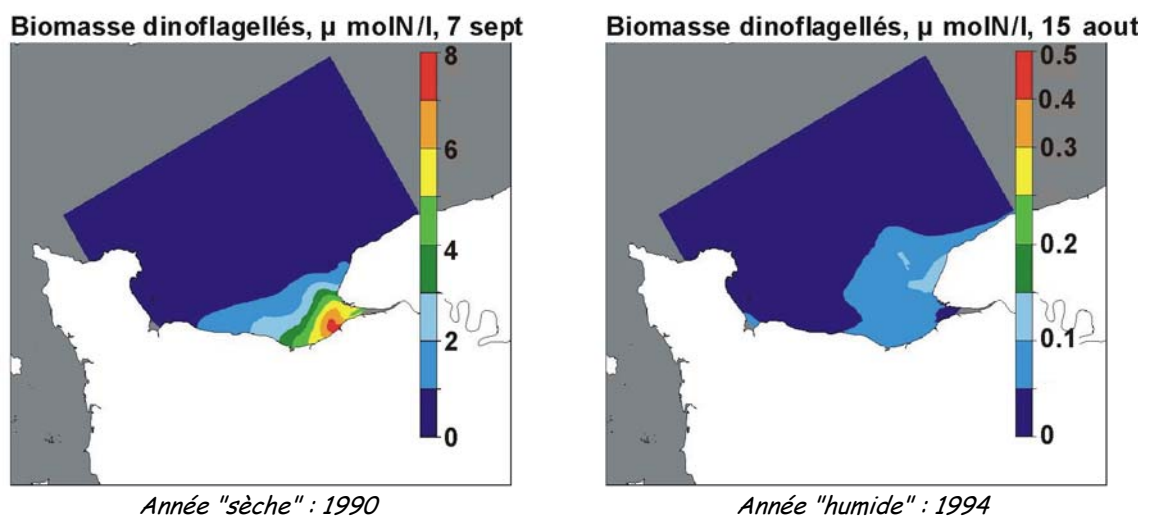 Biomasse dinoflagellés, µ molN/l, 7 sept
8
6
4
2
0
Année "sèche" : 1990
Biomasse dinoflagellés, µ molN/l, 15 aout
0.5
0.4
0.3
0.2
0.1
0
Année "humide" : 1994